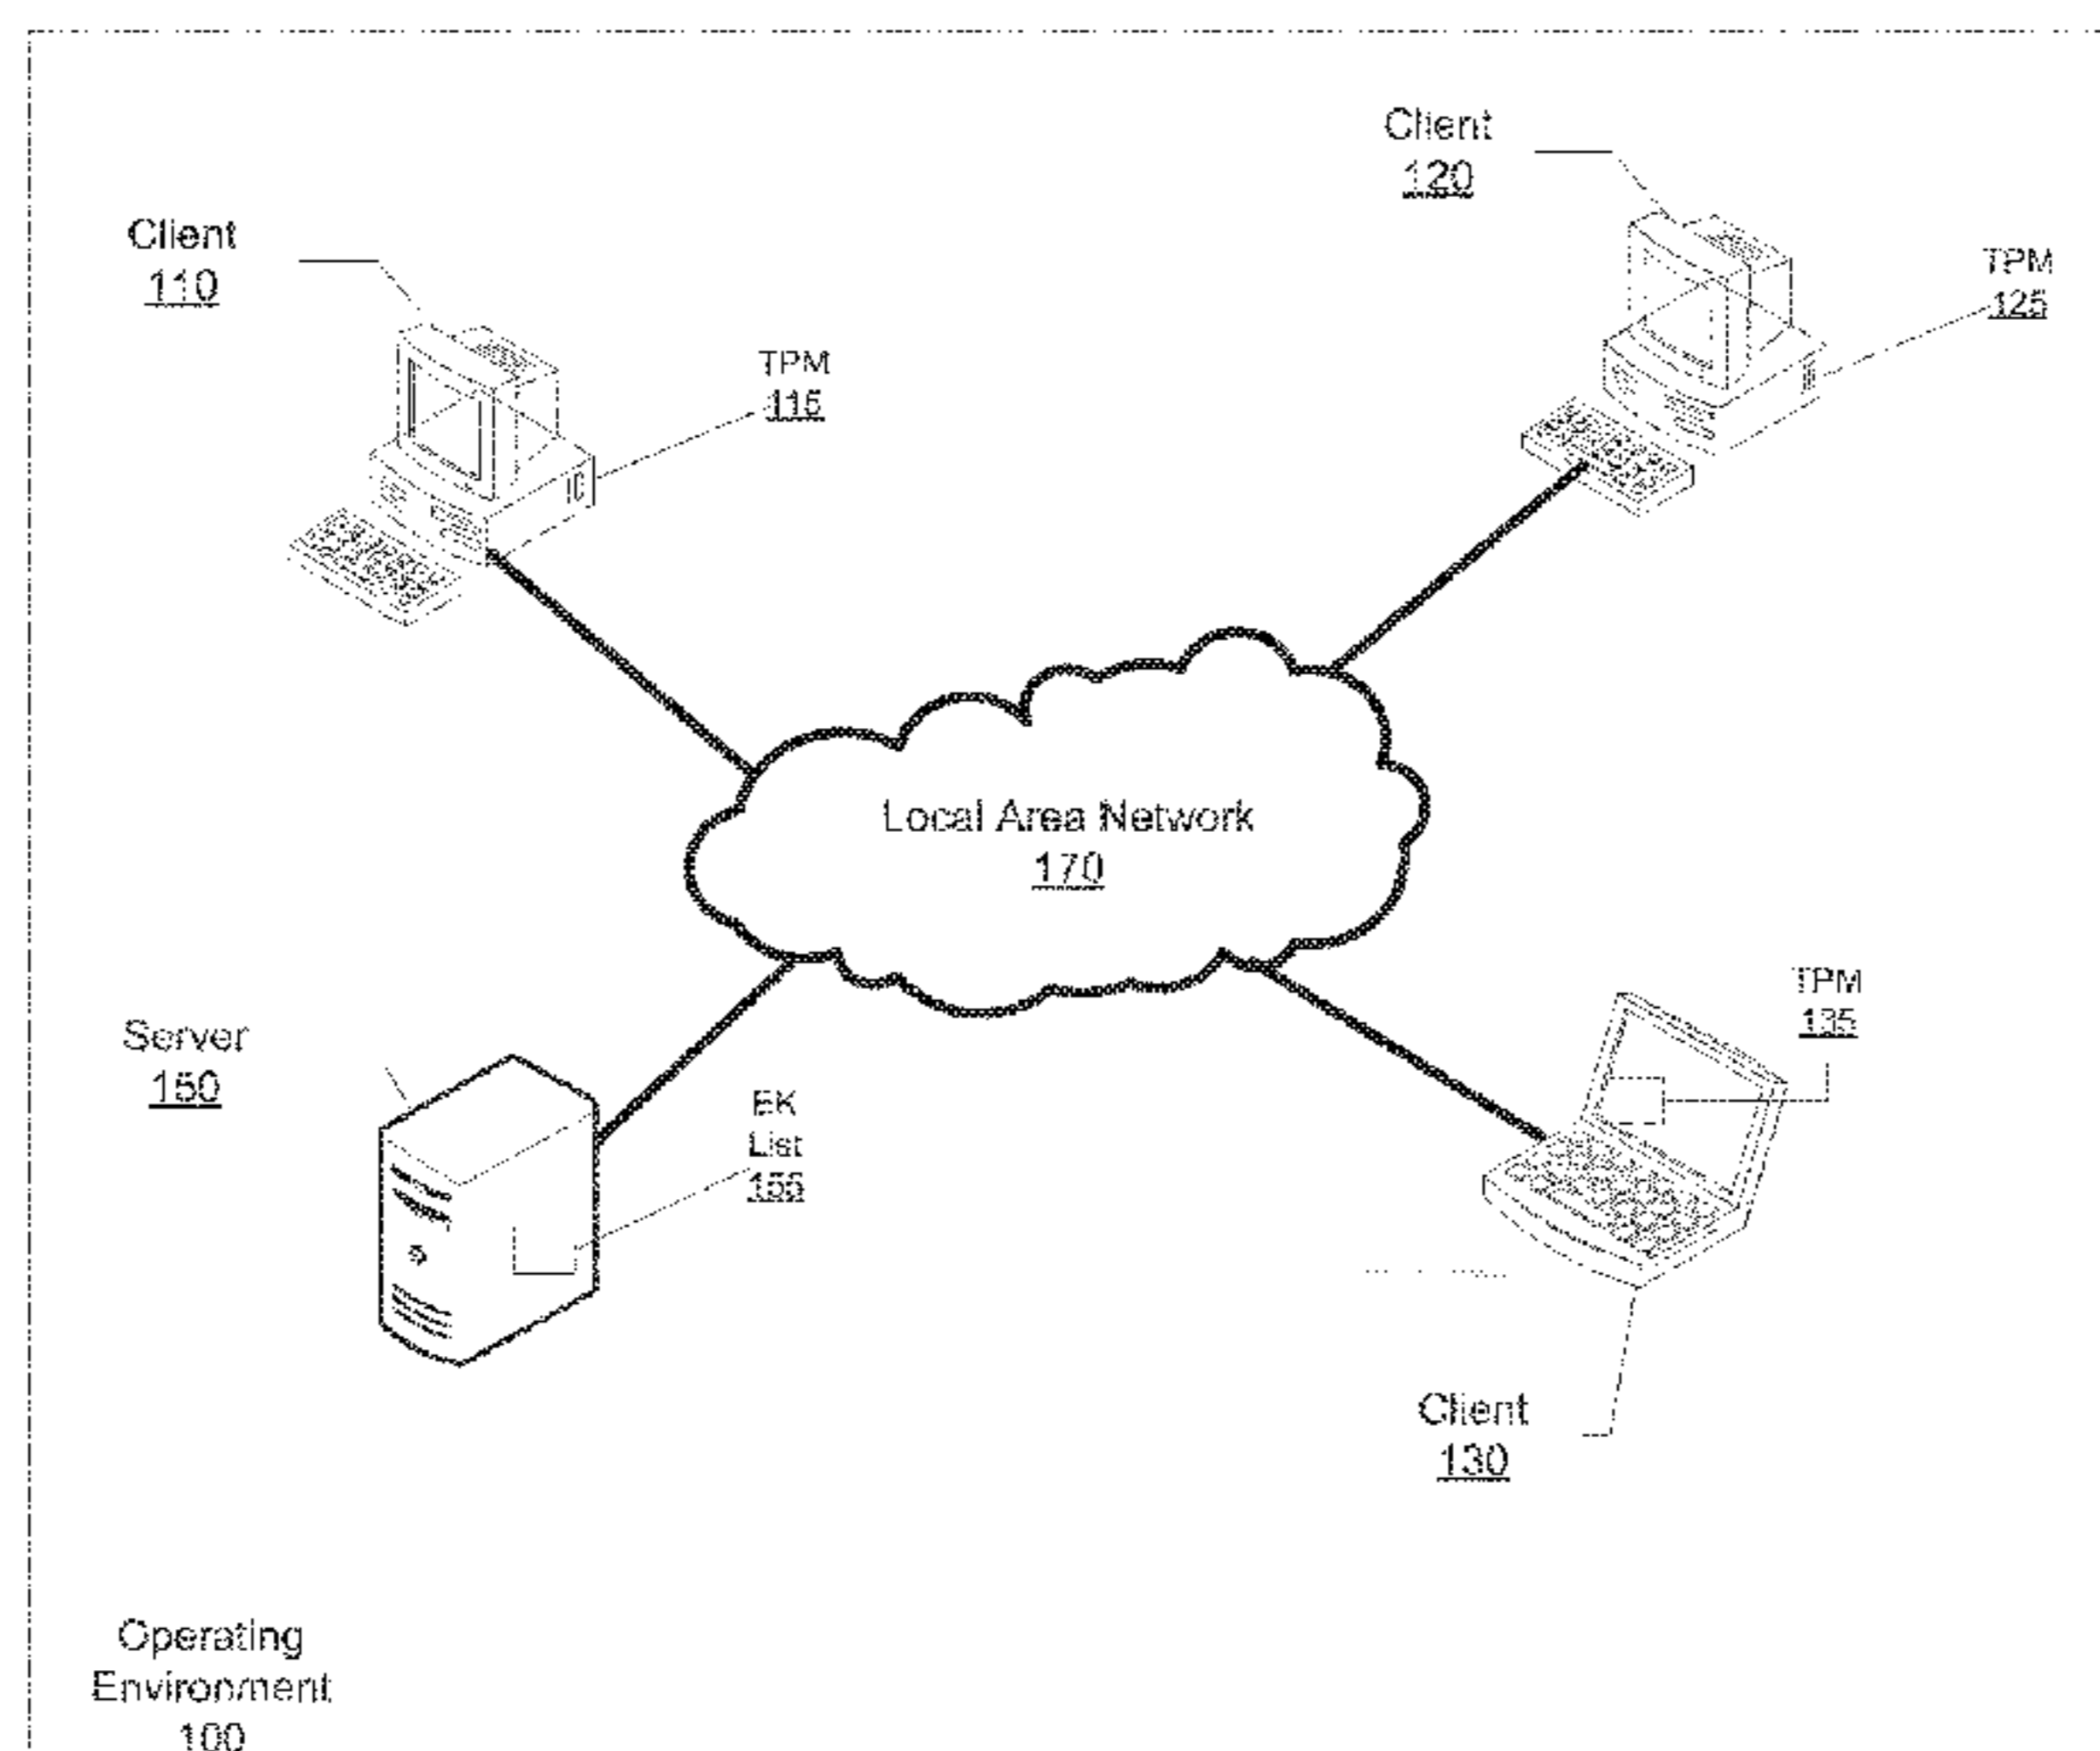 Client
120
Client
110
TPM
125
TPM
115
Local Area Network
170
TPM
135
Server
150
EK
List
155
Client
130
Operating
Environment
100